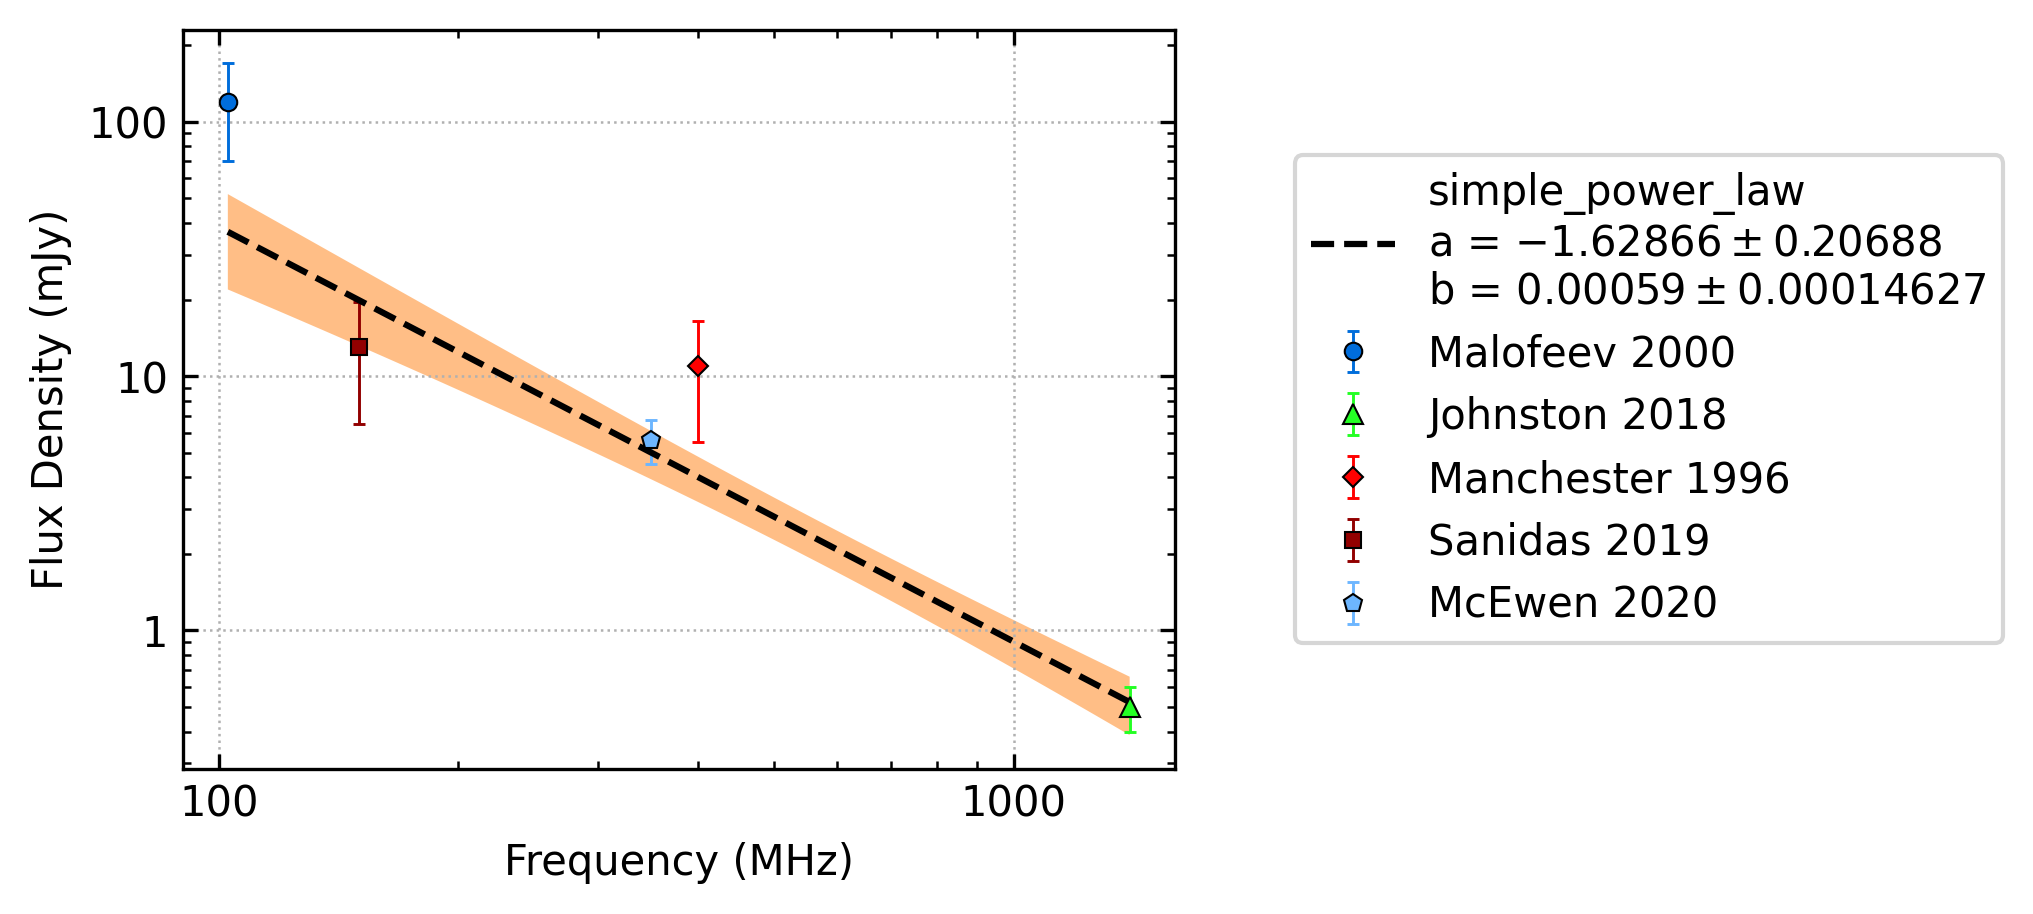 100
10
1
Flux Density (mJy)
100
1000
Frequency (MHz)
simple_power_law
a = −1.62866 ± 0.20688
b = 0.00059 ± 0.00014627
Malofeev 2000
Johnston 2018
Manchester 1996
Sanidas 2019
McEwen 2020